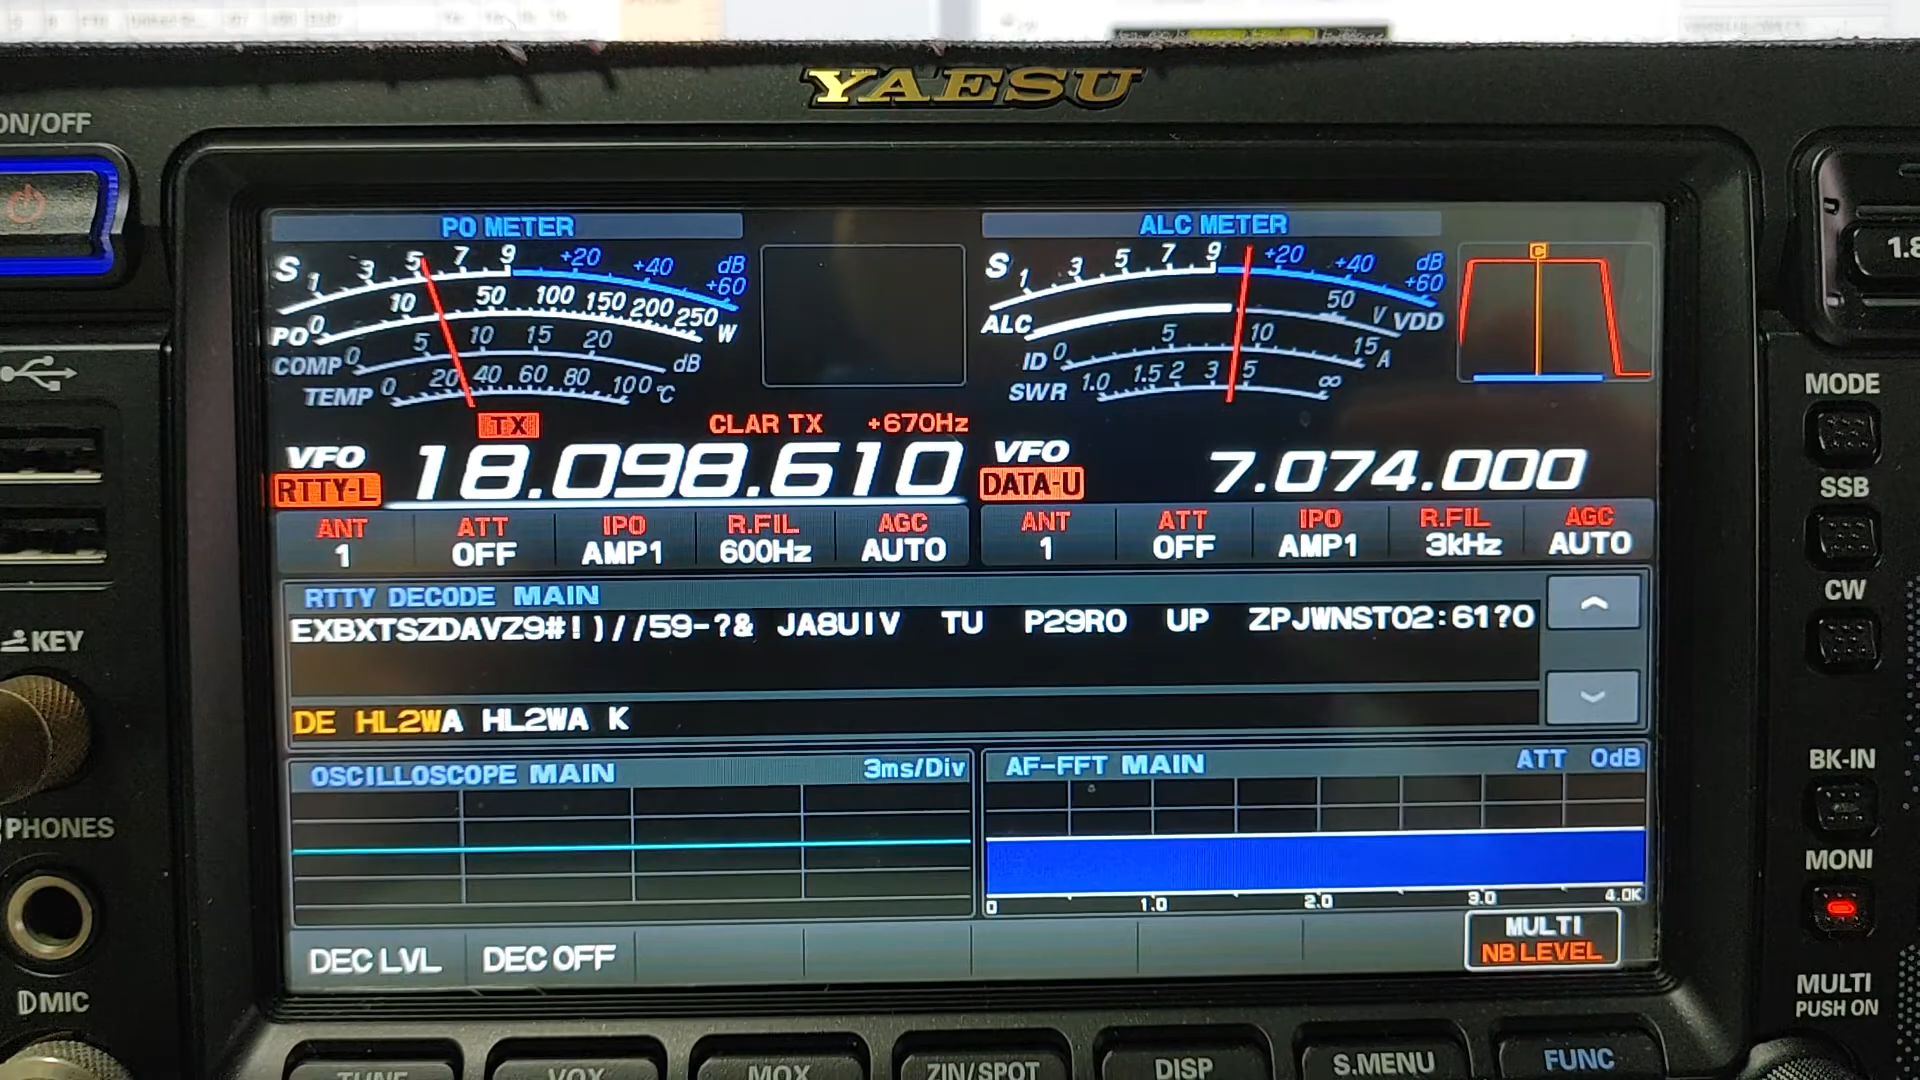 YAESU
ON/OFF
PO METER
ALC METER
S 1 3 5 7 9 +20 +40 +60 dB
PO 0 10 50 100 150 200 250 W
COMP 0 5 10 15 20 dB
TEMP 0 20 40 60 80 100 °C
S 1 3 5 7 9 +20 +40 +60 dB
ALC 50 V VDD
ID 0 5 10 15 A
SWR 1.0 1.5 2 3 5 ∞
C
1.8
TX
CLAR TX +670Hz
VFO
RTTY-L
18.098.610
VFO
DATA-U
7.074.000
ANT 1
ATT OFF
IPO AMP1
R.FIL 600Hz
AGC AUTO
ANT 1
ATT OFF
IPO AMP1
R.FIL 3kHz
AGC AUTO
RTTY DECODE MAIN
EXBXTSZDAVZ9#!)//59-?& JA8UIV TU P29RO UP ZPJWNSTO2:61?O
DE HL2WA HL2WA K
OSCILLOSCOPE MAIN 3ms/Div
AF-FFT MAIN ATT 0dB
0 1.0 2.0 3.0 4.0K
DEC LVL
DEC OFF
MULTI
NB LEVEL
KEY
PHONES
MIC
MODE
SSB
CW
BK-IN
MONI
MULTI
PUSH ON
TUNE
VOX
MOX
ZIN/SPOT
DISP
S.MENU
FUNC